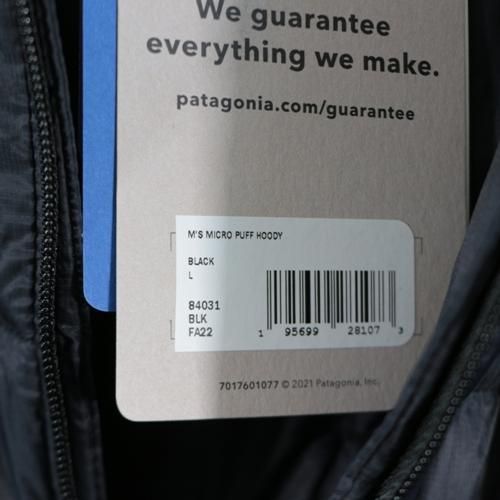 We guarantee
everything we make.
patagonia.com/guarantee
M'S MICRO PUFF HOODY
BLACK
L
84031
BLK
FA22
1 95699 28107 3
7017601077 © 2021 Patagonia, Inc.